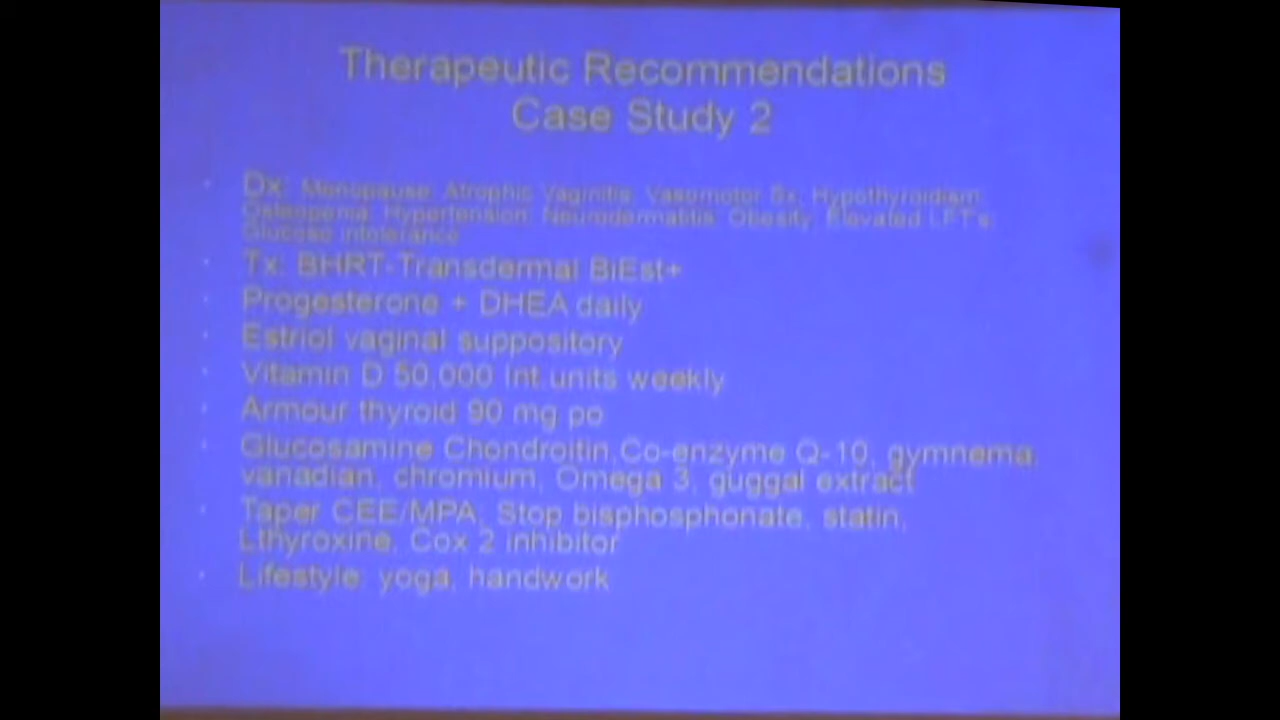 Therapeutic Recommendations
Case Study 2
Dx: Menopause; Atrophic Vaginitis; Vasomotor Sx; Hypothyroidism;
Osteopenia; Hypertension; Neurodermatitis; Obesity; Elevated LFT's;
Glucose intolerance
Tx: BHRT-Transdermal BiEst+
Progesterone + DHEA daily
Estriol vaginal suppository
Vitamin D 50,000 Int.units weekly
Armour thyroid 90 mg po
Glucosamine Chondroitin,Co-enzyme Q-10, gymnema,
vanadian, chromium, Omega 3, guggal extract
Taper CEE/MPA; Stop bisphosphonate, statin,
Lthyroxine, Cox 2 inhibitor
Lifestyle: yoga, handwork